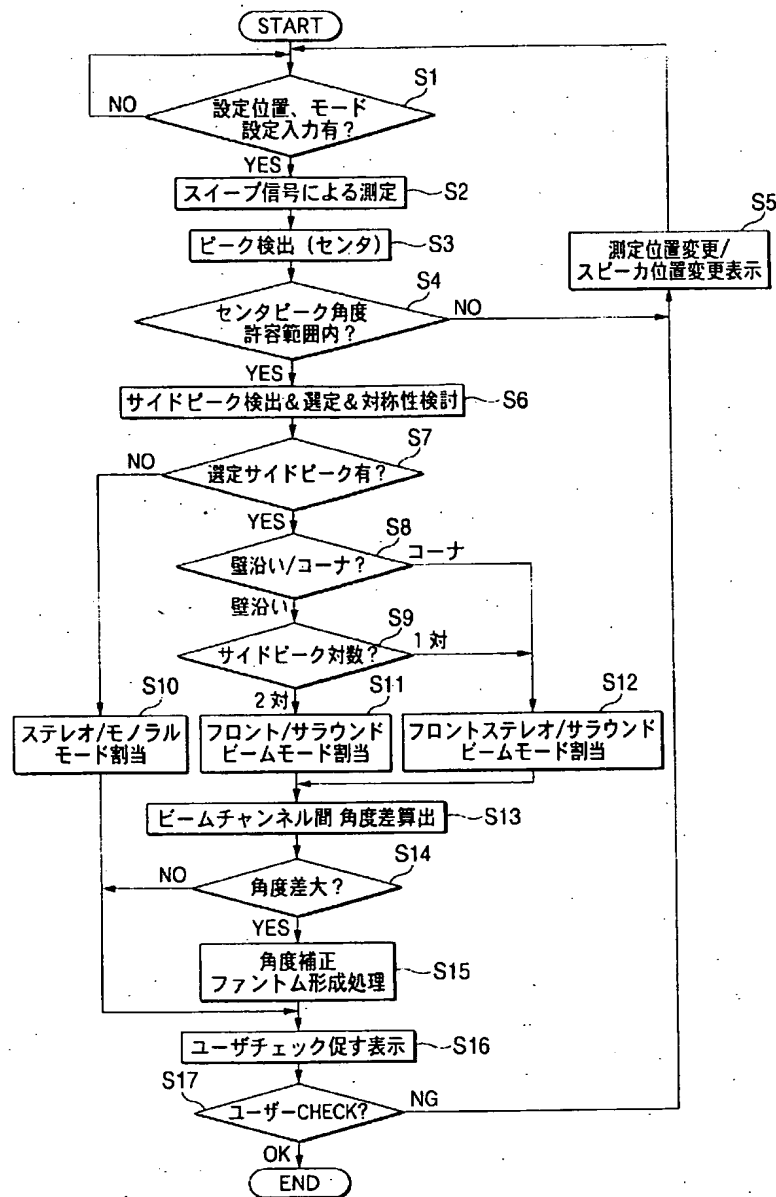 START
S1
NO
設定位置、モード
設定入力有？
YES
スイープ信号による測定
S2
S5
ピーク検出（センタ）
S3
測定位置変更/
スピーカ位置変更表示
S4
センタピーク角度
許容範囲内？
NO
YES
サイドピーク検出&選定&対称性検討
S6
S7
NO
選定サイドピーク有？
YES
S8
壁沿い/コーナ？
コーナ
壁沿い
S9
サイドピーク対数？
1対
S10
2対
S11
S12
ステレオ/モノラル
モード割当
フロント/サラウンド
ビームモード割当
フロントステレオ/サラウンド
ビームモード割当
ビームチャンネル間 角度差算出
S13
S14
NO
角度差大？
YES
角度補正
ファントム形成処理
S15
ユーザチェック促す表示
S16
S17
ユーザーCHECK?
NG
OK
END